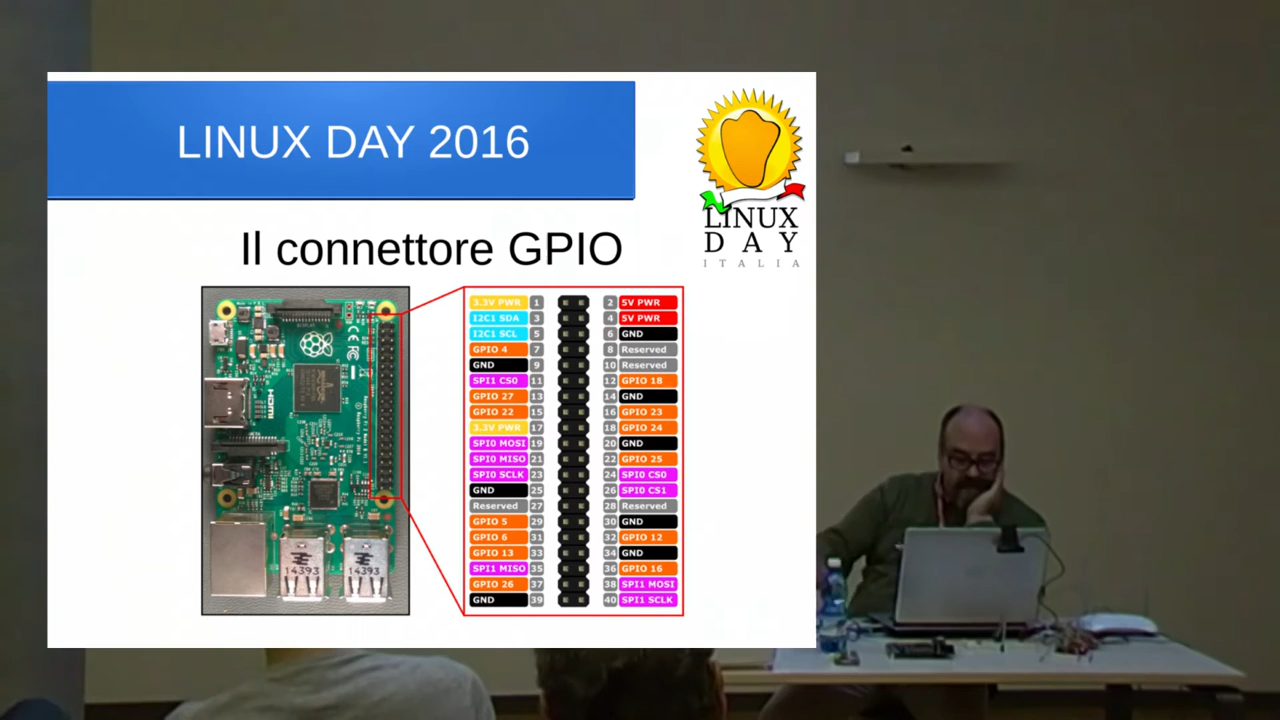 LINUX DAY 2016
LINUX
DAY
ITALIA
Il connettore GPIO
3.3V PWR 1 2 5V PWR
I2C1 SDA 3 4 5V PWR
I2C1 SCL 5 6 GND
GPIO 4 7 8 Reserved
GND 9 10 Reserved
SPI1 CS0 11 12 GPIO 18
GPIO 27 13 14 GND
GPIO 22 15 16 GPIO 23
3.3V PWR 17 18 GPIO 24
SPI0 MOSI 19 20 GND
SPI0 MISO 21 22 GPIO 25
SPI0 SCLK 23 24 SPI0 CS0
GND 25 26 SPI0 CS1
Reserved 27 28 Reserved
GPIO 5 29 30 GND
GPIO 6 31 32 GPIO 12
GPIO 13 33 34 GND
SPI1 MISO 35 36 GPIO 16
GPIO 26 37 38 SPI1 MOSI
GND 39 40 SPI1 SCLK
HDMI
14393
14393